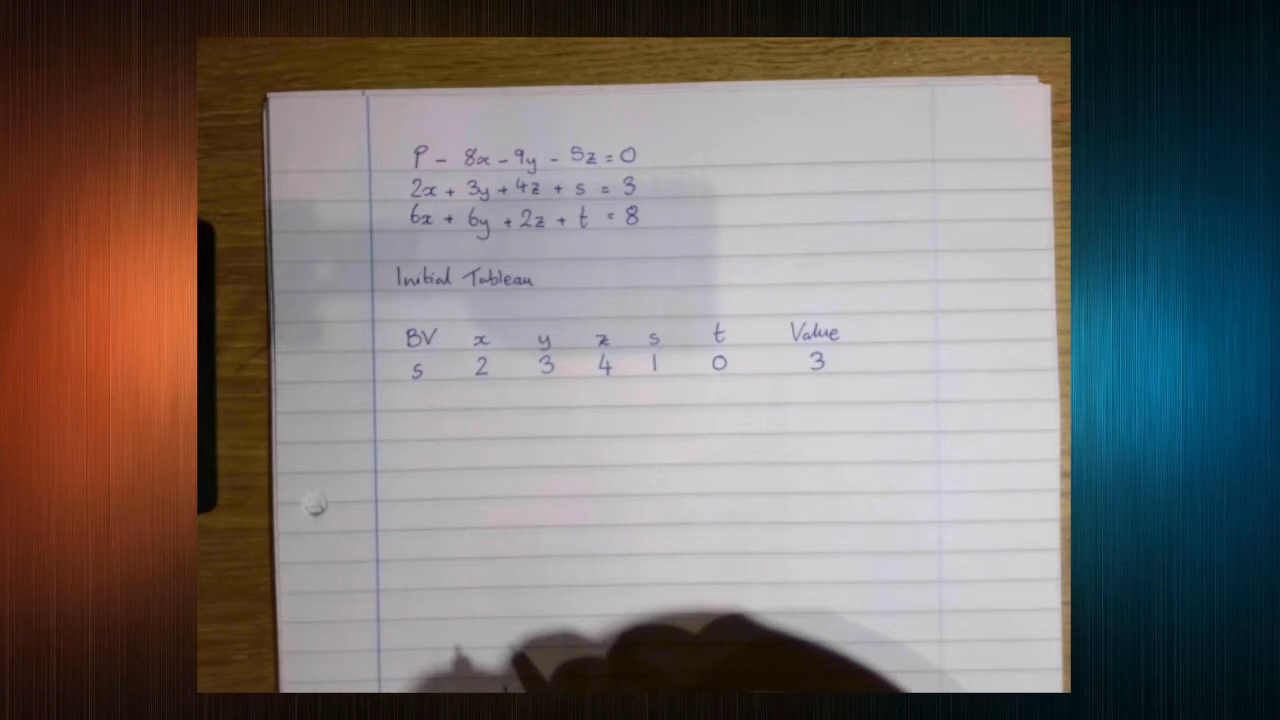 P - 8x - 9y - 5z = 0
2x + 3y + 4z + s = 3
6x + 6y + 2z + t = 8
Initial Tableau
BV x y z s t Value
s 2 3 4 1 0 3